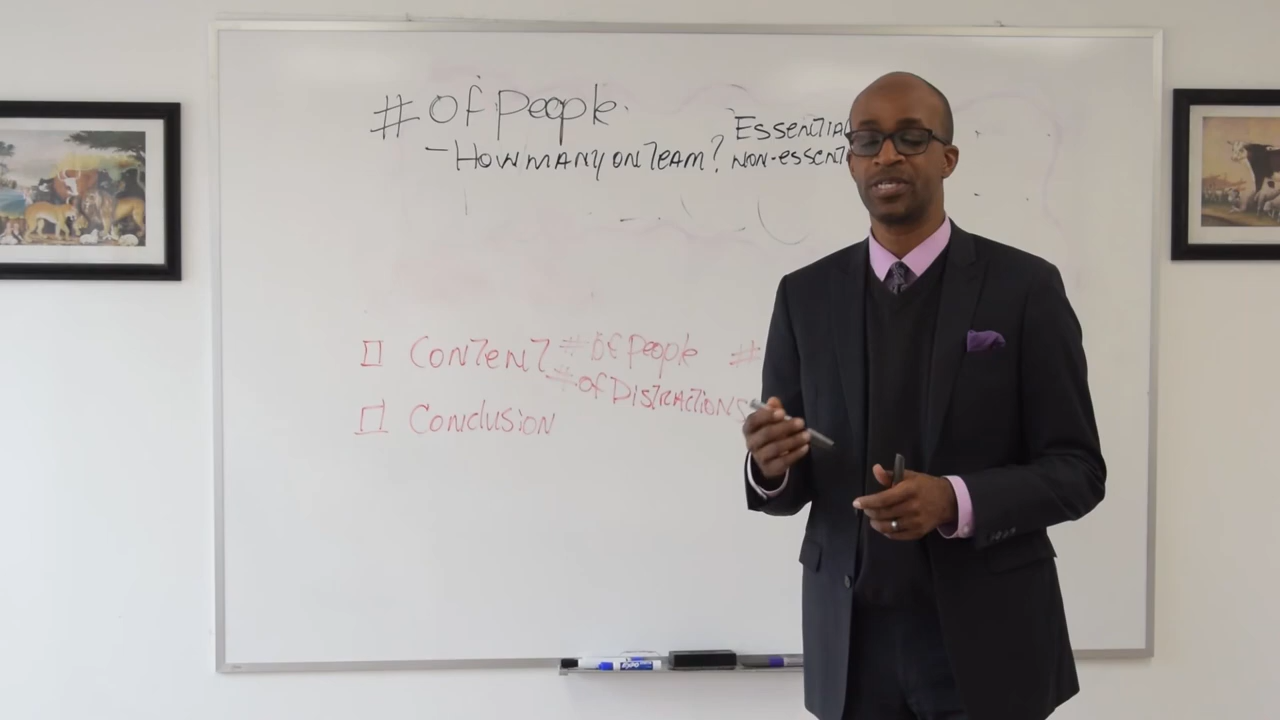 # Of People
Essential
- How many on team? Non-essent
Content # of People #
# of Distractions
Conclusion
EXPO